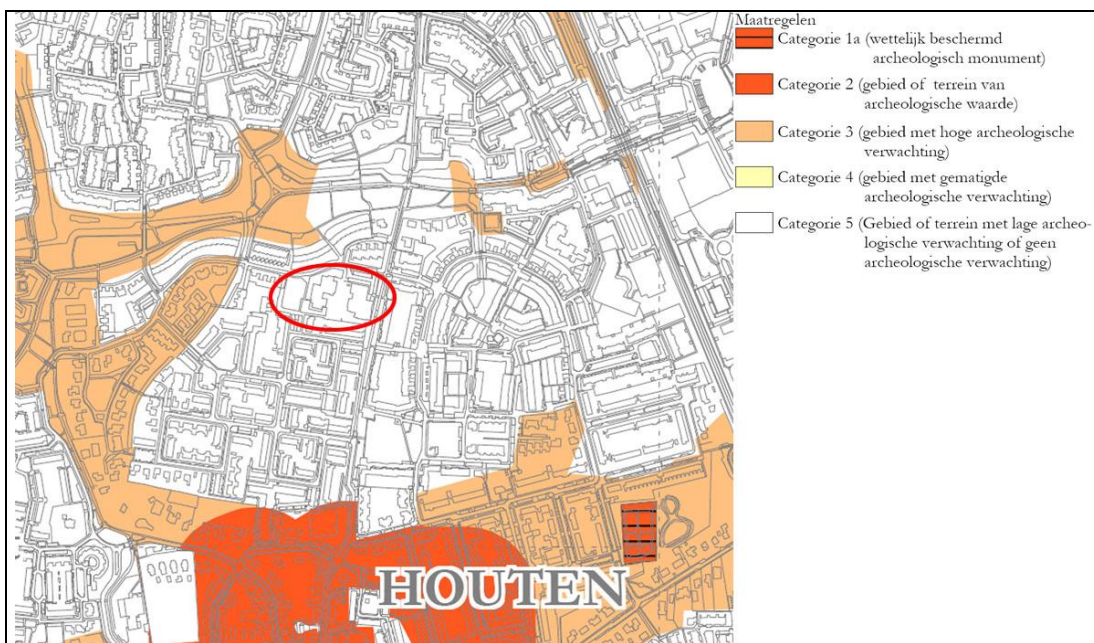 Maatregelen
Categorie 1a (wettelijk beschermd
archeologisch monument)
Categorie 2 (gebied of terrein van
archeologische waarde)
Categorie 3 (gebied met hoge archeologische
verwachting)
Categorie 4 (gebied met gematigde
archeologische verwachting)
Categorie 5 (Gebied of terrein met lage archeo-
logische verwachting of geen
archeologische verwachting)
HOUTEN